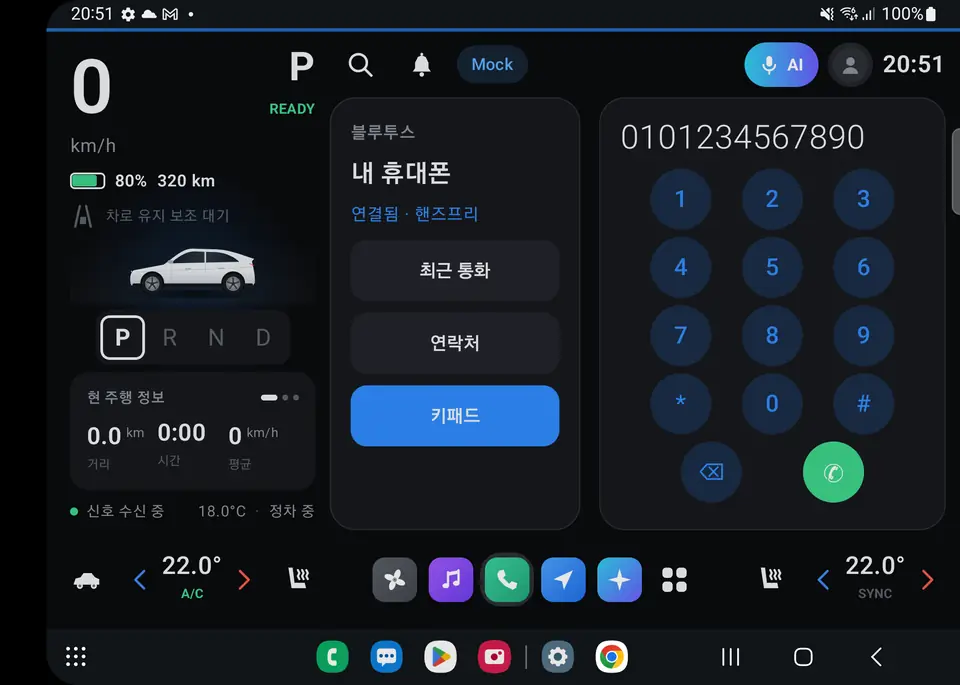 20:51
100%
0
P
READY
km/h
80% 320 km
차로 유지 보조 대기
P R N D
현 주행 정보
0.0 km 0:00 0 km/h
거리 시간 평균
신호 수신 중 18.0°C · 정차 중
Mock
AI
20:51
블루투스
내 휴대폰
연결됨 · 핸즈프리
최근 통화
연락처
키패드
0101234567890
1 2 3
4 5 6
7 8 9
* 0 #
22.0°
A/C
22.0°
SYNC